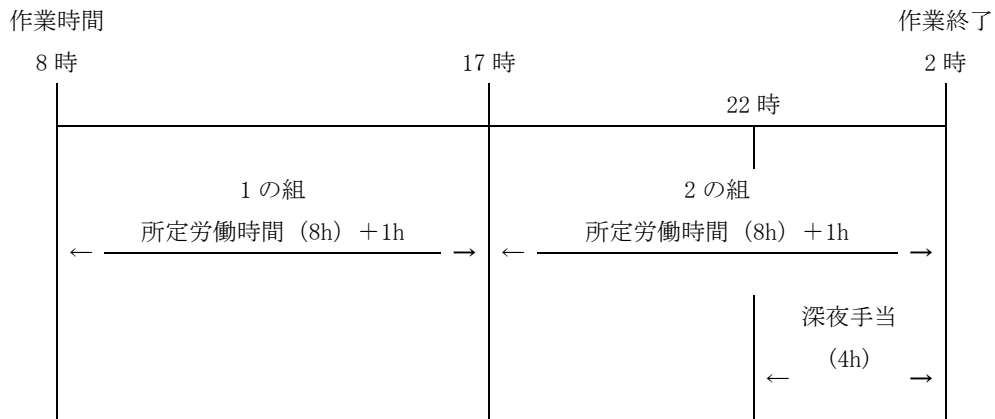 作業時間 作業終了
8 時 17 時 2 時
22 時
1 の組 2 の組
所定労働時間（8h）＋1h 所定労働時間（8h）＋1h
← → ← →
深夜手当
(4h)
← →